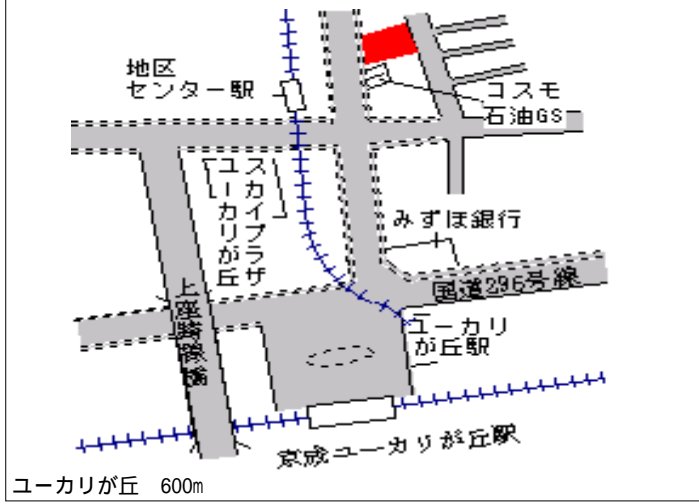 地区
センター駅
コスモ
石油GS
スカイプラザ
ユーカリが丘
みずほ銀行
国道296号線
上座跨線橋
ユーカリ
が丘駅
京成ユーカリが丘駅
ユーカリが丘 600m